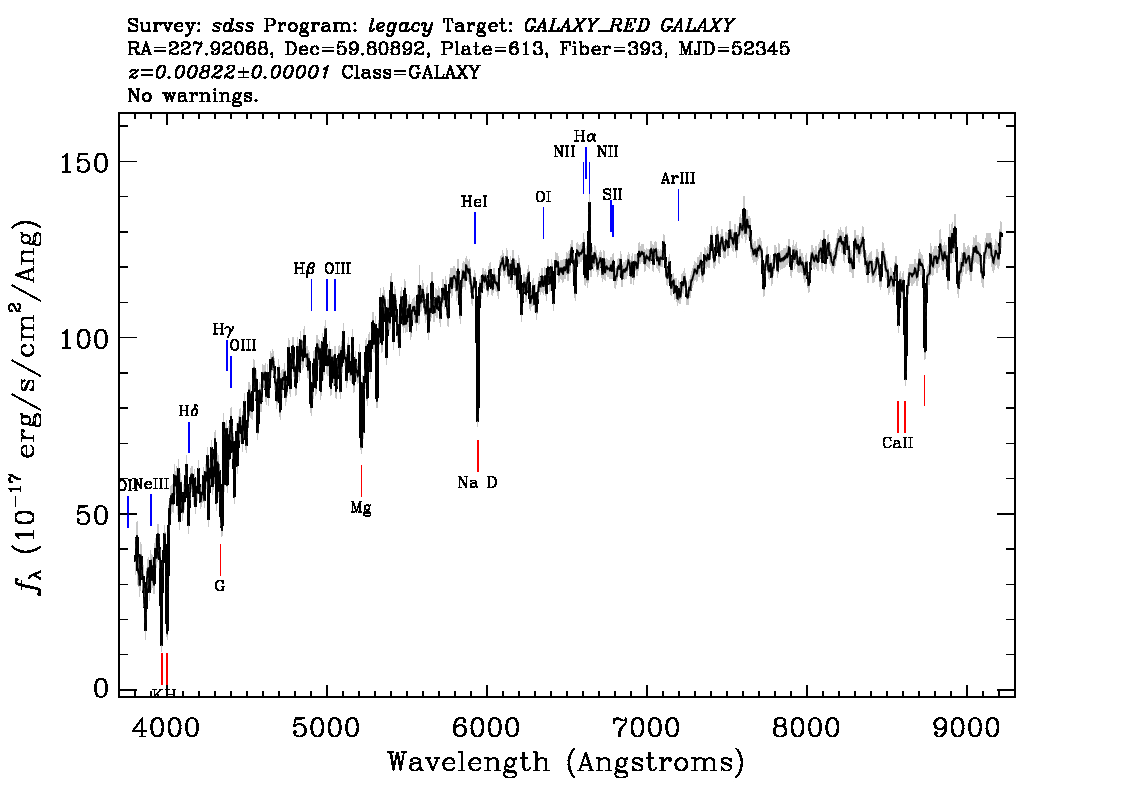 Survey: sdss Program: legacy Target: GALAXY_RED GALAXY
RA=227.92068, Dec=59.80892, Plate=613, Fiber=393, MJD=52345
z=0.00822±0.00001 Class=GALAXY
No warnings.
Hα
NII NII
ArIII
HeI OI SII
Hβ OIII
Hγ
OIII
Hδ
OII NeIII
Na D
Mg
G
K H
CaII
150
100
50
0
f_λ (10⁻¹⁷ erg/s/cm²/Ang)
4000 5000 6000 7000 8000 9000
Wavelength (Angstroms)